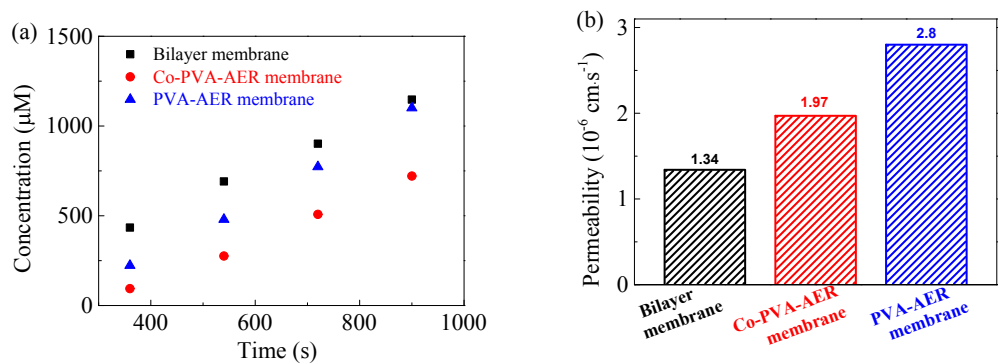 (a)
1500
1000
500
0
Concentration (μM)
Bilayer membrane
Co-PVA-AER membrane
PVA-AER membrane
400
600
800
1000
Time (s)
(b)
3
2
1
0
Permeability (10⁻⁶ cm·s⁻¹)
1.34
1.97
2.8
Bilayer
membrane
Co-PVA-AER
membrane
PVA-AER
membrane